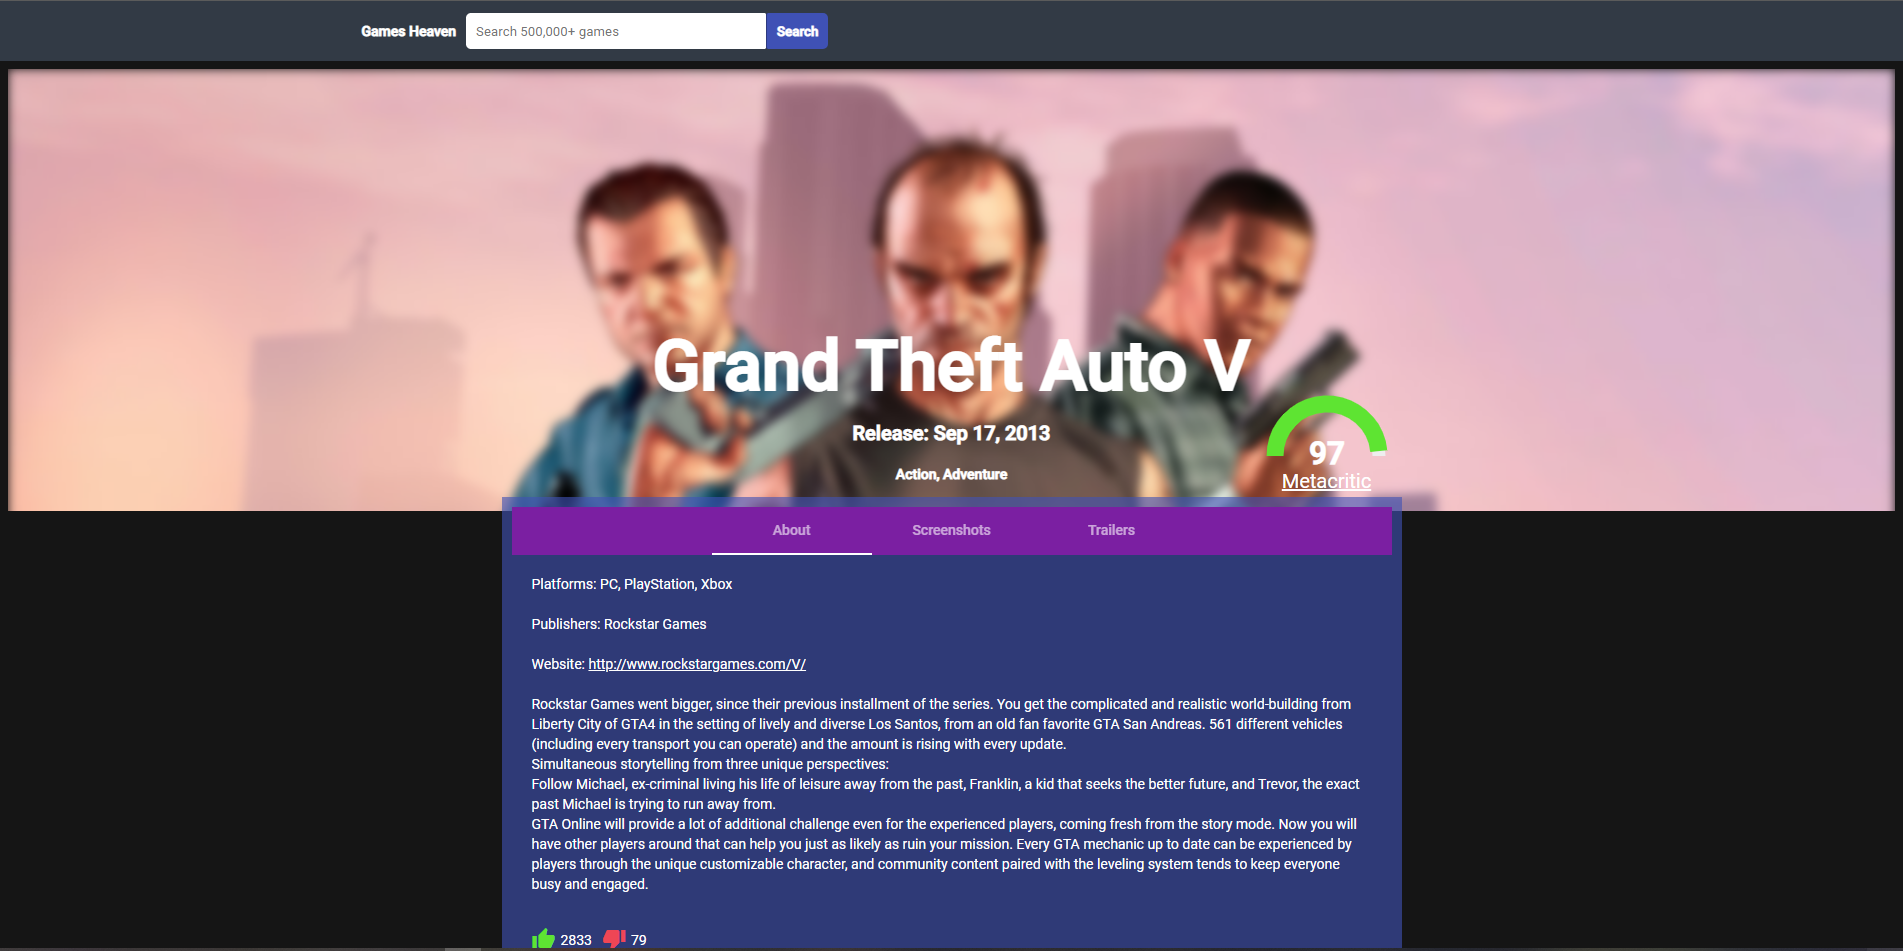 Games Heaven
Search 500,000+ games
Search
Grand Theft Auto V
Release: Sep 17, 2013
Action, Adventure
97
Metacritic
About
Screenshots
Trailers
Platforms: PC, PlayStation, Xbox
Publishers: Rockstar Games
Website: http://www.rockstargames.com/V/
Rockstar Games went bigger, since their previous installment of the series. You get the complicated and realistic world-building from
Liberty City of GTA4 in the setting of lively and diverse Los Santos, from an old fan favorite GTA San Andreas. 561 different vehicles
(including every transport you can operate) and the amount is rising with every update.
Simultaneous storytelling from three unique perspectives:
Follow Michael, ex-criminal living his life of leisure away from the past, Franklin, a kid that seeks the better future, and Trevor, the exact
past Michael is trying to run away from.
GTA Online will provide a lot of additional challenge even for the experienced players, coming fresh from the story mode. Now you will
have other players around that can help you just as likely as ruin your mission. Every GTA mechanic up to date can be experienced by
players through the unique customizable character, and community content paired with the leveling system tends to keep everyone
busy and engaged.
2833 79